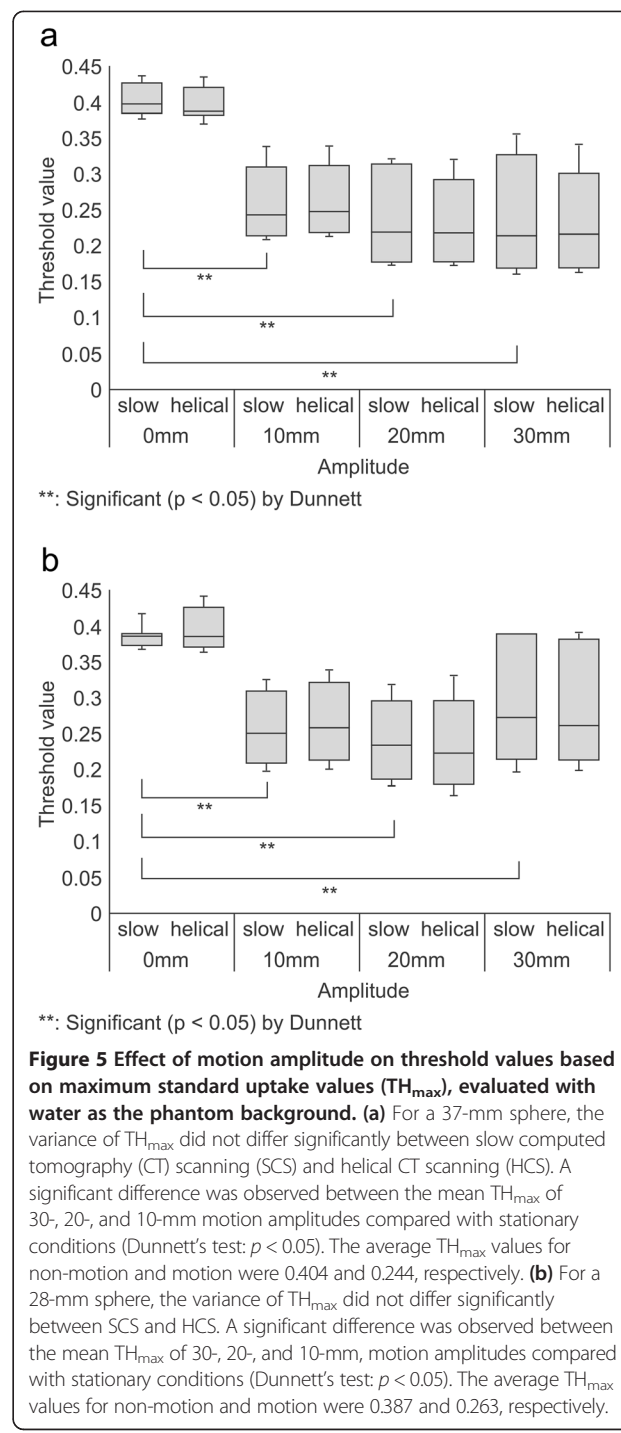 a
0.45
0.4
0.35
0.3
0.25
0.2
0.15
0.1
0.05
0
Threshold value
**
**
**
slow helical slow helical slow helical slow helical
0mm 10mm 20mm 30mm
Amplitude
**: Significant (p < 0.05) by Dunnett
b
0.45
0.4
0.35
0.3
0.25
0.2
0.15
0.1
0.05
0
Threshold value
**
**
**
slow helical slow helical slow helical slow helical
0mm 10mm 20mm 30mm
Amplitude
**: Significant (p < 0.05) by Dunnett
Figure 5 Effect of motion amplitude on threshold values based
on maximum standard uptake values (THmax), evaluated with
water as the phantom background. (a) For a 37-mm sphere, the
variance of THmax did not differ significantly between slow computed
tomography (CT) scanning (SCS) and helical CT scanning (HCS). A
significant difference was observed between the mean THmax of
30-, 20-, and 10-mm motion amplitudes compared with stationary
conditions (Dunnett's test: p < 0.05). The average THmax values for
non-motion and motion were 0.404 and 0.244, respectively. (b) For a
28-mm sphere, the variance of THmax did not differ significantly
between SCS and HCS. A significant difference was observed between
the mean THmax of 30-, 20-, and 10-mm, motion amplitudes compared
with stationary conditions (Dunnett's test: p < 0.05). The average THmax
values for non-motion and motion were 0.387 and 0.263, respectively.